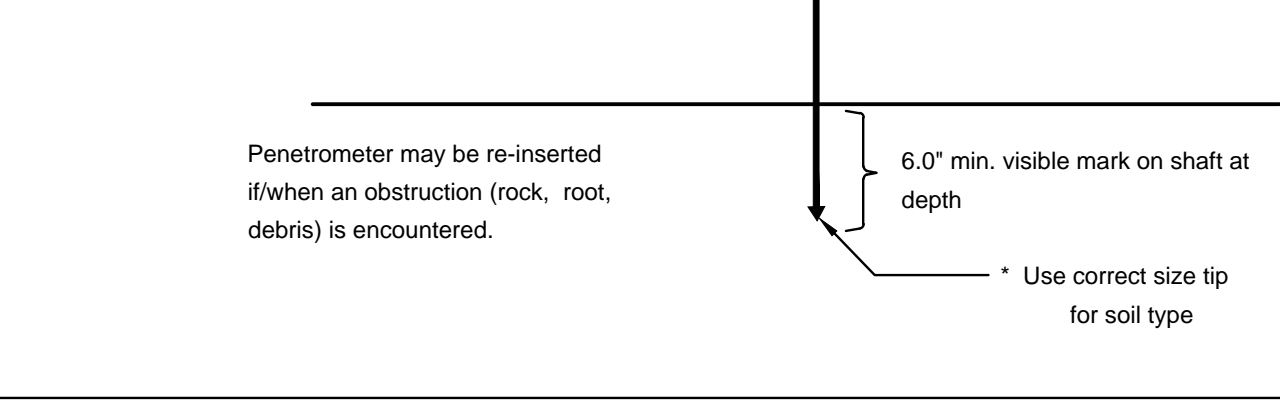 Penetrometer may be re-inserted
if/when an obstruction (rock,  root,
debris) is encountered.
6.0" min. visible mark on shaft at
depth
*  Use correct size tip
for soil type